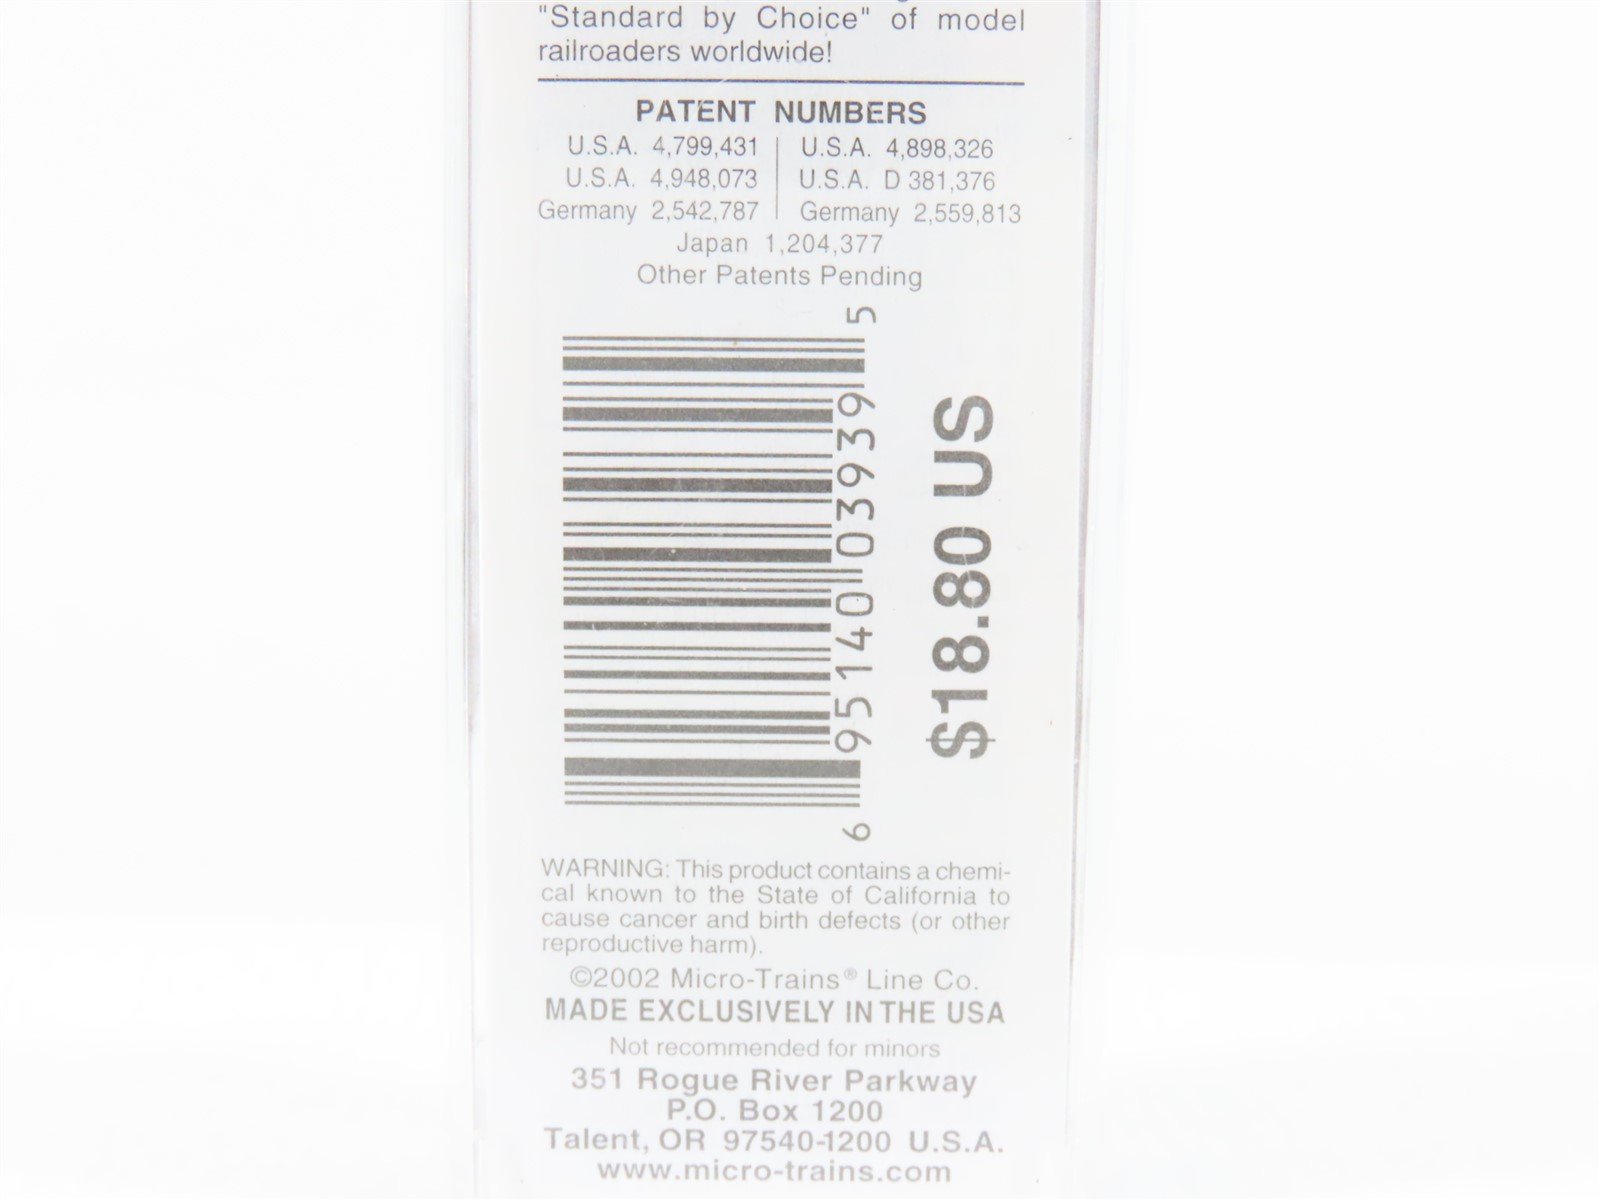 "Standard by Choice" of model
railroaders worldwide!
PATENT NUMBERS
U.S.A. 4,799,431 U.S.A. 4,898,326
U.S.A. 4,948,073 U.S.A. D 381,376
Germany 2,542,787 Germany 2,559,813
Japan 1,204,377
Other Patents Pending
6 95140 03939 5
$18.80 US
WARNING: This product contains a chemi-
cal known to the State of California to
cause cancer and birth defects (or other
reproductive harm).
©2002 Micro-Trains® Line Co.
MADE EXCLUSIVELY IN THE USA
Not recommended for minors
351 Rogue River Parkway
P.O. Box 1200
Talent, OR 97540-1200 U.S.A.
www.micro-trains.com